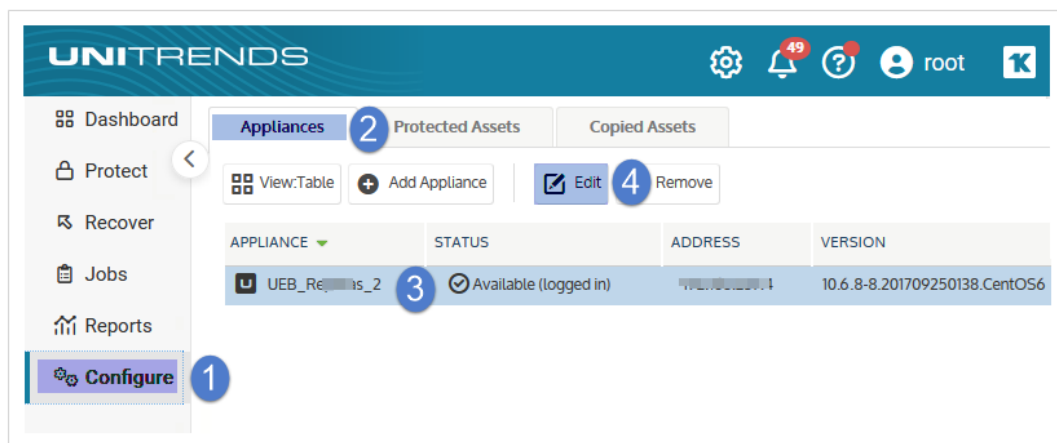 UNITRENDS 49 ? root
Dashboard
Protect
Recover
Jobs
Reports
Configure 1
Appliances 2 Protected Assets Copied Assets
View:Table Add Appliance Edit 4 Remove
APPLIANCE STATUS ADDRESS VERSION
3 Available (logged in) 10.6.8-8.201709250138.CentOS6